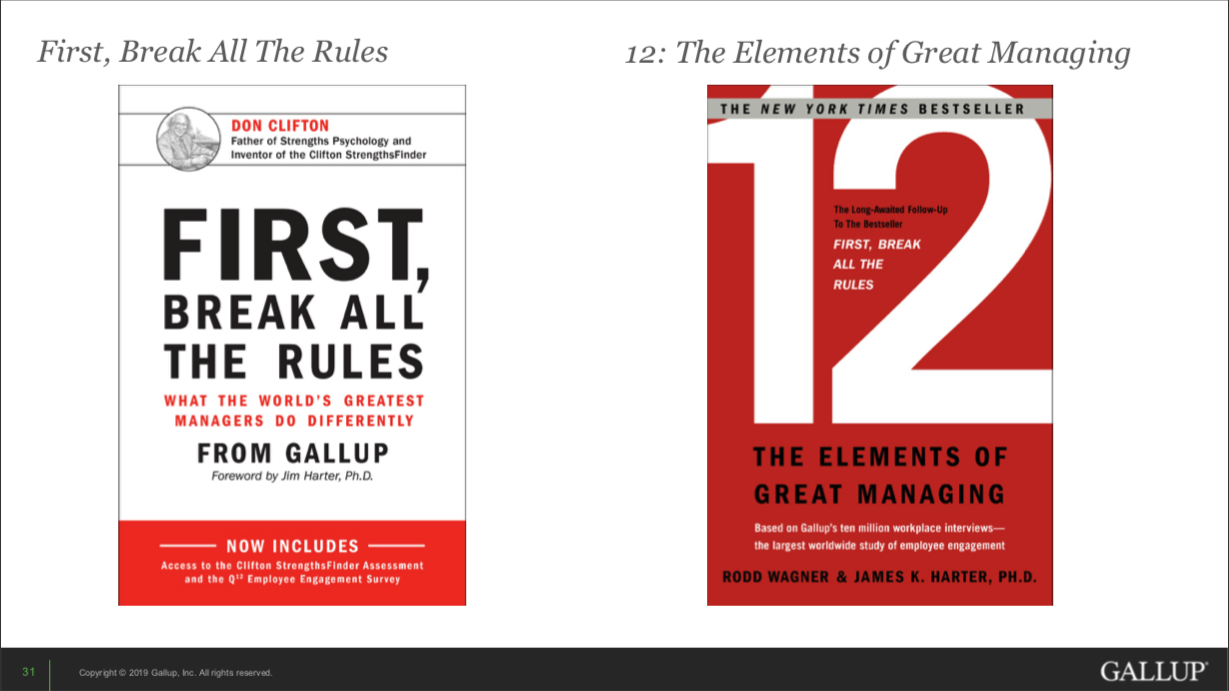 First, Break All The Rules
DON CLIFTON
Father of Strengths Psychology and
Inventor of the Clifton StrengthsFinder
FIRST,
BREAK ALL
THE RULES
WHAT THE WORLD'S GREATEST
MANAGERS DO DIFFERENTLY
FROM GALLUP
Foreword by Jim Harter, Ph.D.
NOW INCLUDES
Access to the Clifton StrengthsFinder Assessment
and the Q¹² Employee Engagement Survey
12: The Elements of Great Managing
THE NEW YORK TIMES BESTSELLER
12
The Long-Awaited Follow-Up
To The Bestseller
FIRST, BREAK
ALL THE
RULES
THE ELEMENTS OF
GREAT MANAGING
Based on Gallup's ten million workplace interviews—
the largest worldwide study of employee engagement
RODD WAGNER & JAMES K. HARTER, PH.D.
31
Copyright © 2019 Gallup, Inc. All rights reserved.
GALLUP®